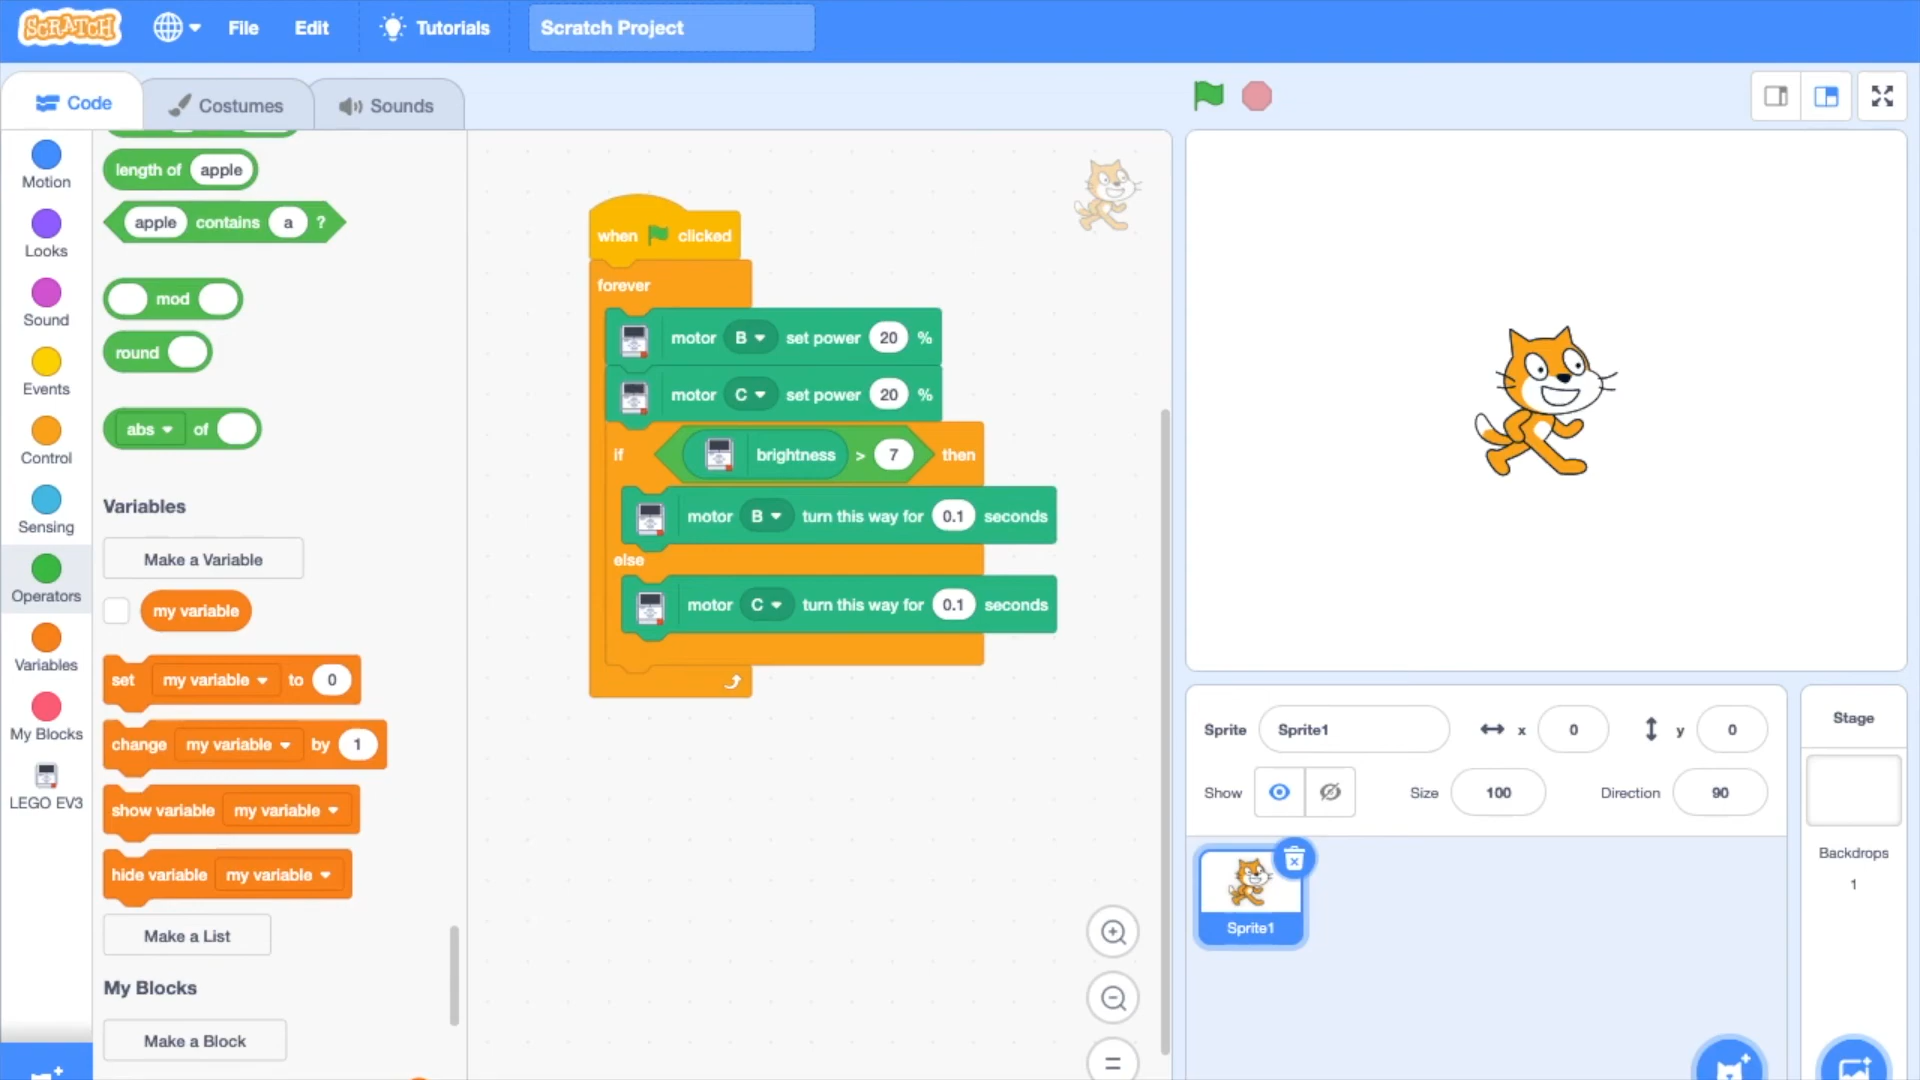 SCRATCH File Edit Tutorials Scratch Project
Code Costumes Sounds
Motion
Looks
Sound
Events
Control
Sensing
Operators
Variables
My Blocks
LEGO EV3
length of apple
apple contains a ?
mod
round
abs of
Variables
Make a Variable
my variable
set my variable to 0
change my variable by 1
show variable my variable
hide variable my variable
Make a List
My Blocks
Make a Block
when clicked
forever
motor B set power 20 %
motor C set power 20 %
if brightness > 7 then
motor B turn this way for 0.1 seconds
else
motor C turn this way for 0.1 seconds
Sprite Sprite1 x 0 y 0
Show Size 100 Direction 90
Sprite1
Stage
Backdrops
1